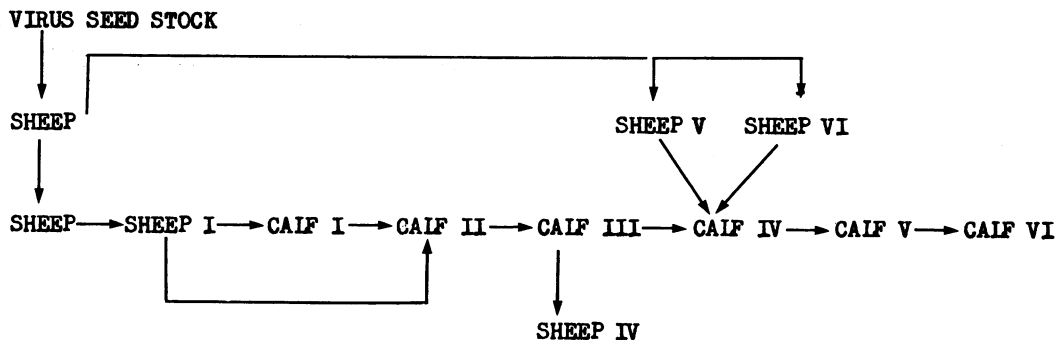 VIRUS SEED STOCK
SHEEP SHEEP V SHEEP VI
SHEEP SHEEP I CALF I CALF II CALF III CALF IV CALF V CALF VI
SHEEP IV